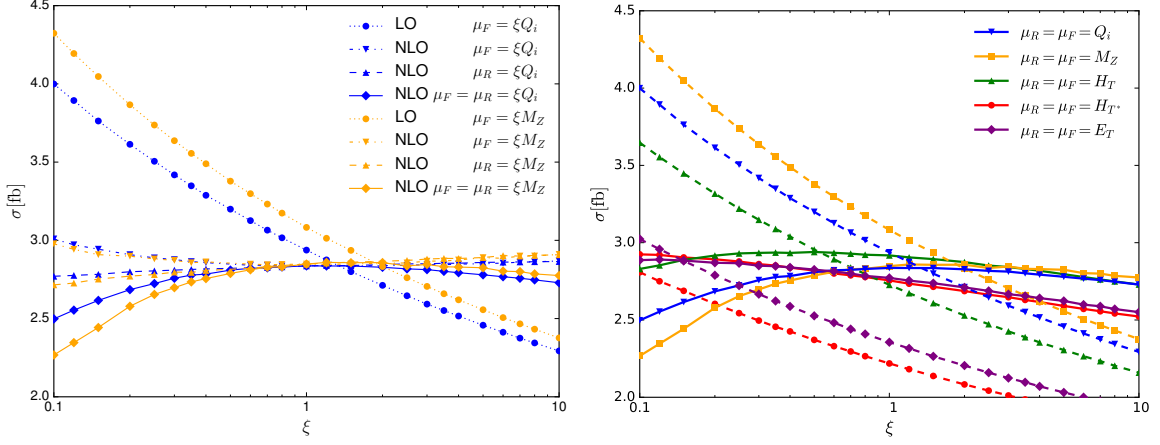 4.5
4.0
3.5
3.0
2.5
2.0
σ[fb]
0.1
1
10
ξ
LO μ_F = ξQ_i
NLO μ_F = ξQ_i
NLO μ_R = ξQ_i
NLO μ_F = μ_R = ξQ_i
LO μ_F = ξM_Z
NLO μ_F = ξM_Z
NLO μ_R = ξM_Z
NLO μ_F = μ_R = ξM_Z
4.5
4.0
3.5
3.0
2.5
2.0
σ[fb]
0.1
1
10
ξ
μ_R = μ_F = Q_i
μ_R = μ_F = M_Z
μ_R = μ_F = H_T
μ_R = μ_F = H_{T*}
μ_R = μ_F = E_T